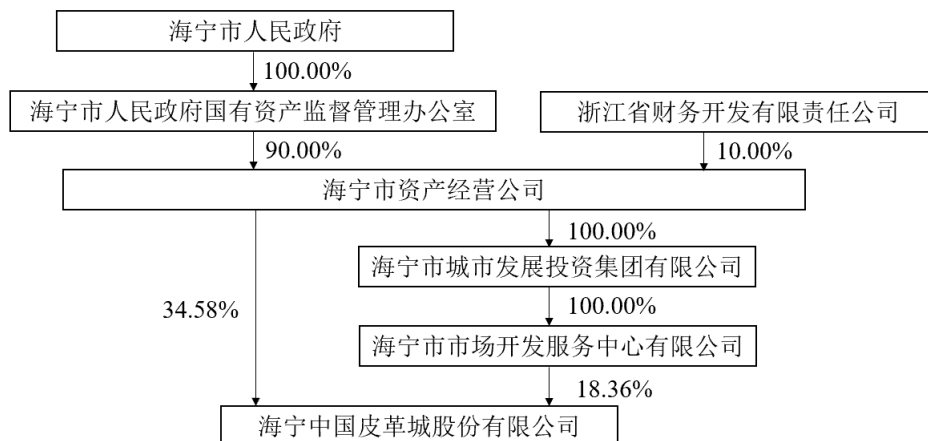 海宁市人民政府
100.00%
海宁市人民政府国有资产监督管理办公室
浙江省财务开发有限责任公司
90.00%
10.00%
海宁市资产经营公司
100.00%
海宁市城市发展投资集团有限公司
34.58%
100.00%
海宁市市场开发服务中心有限公司
18.36%
海宁中国皮革城股份有限公司